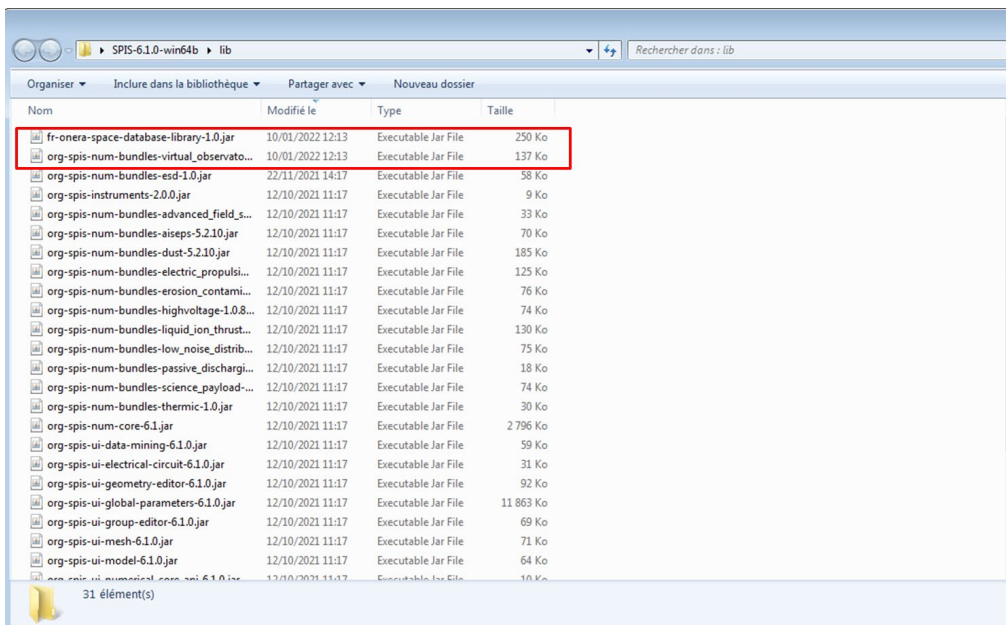 SPIS-6.1.0-win64b lib
Rechercher dans : lib
Organiser Inclure dans la bibliothèque Partager avec Nouveau dossier
Nom Modifié le Type Taille
fr-onera-space-database-library-1.0.jar 10/01/2022 12:13 Executable Jar File 250 Ko
org-spis-num-bundles-virtual_observato... 10/01/2022 12:13 Executable Jar File 137 Ko
org-spis-num-bundles-esd-1.0.jar 22/11/2021 14:17 Executable Jar File 58 Ko
org-spis-instruments-2.0.0.jar 12/10/2021 11:17 Executable Jar File 9 Ko
org-spis-num-bundles-advanced_field_s... 12/10/2021 11:17 Executable Jar File 33 Ko
org-spis-num-bundles-aiseps-5.2.10.jar 12/10/2021 11:17 Executable Jar File 70 Ko
org-spis-num-bundles-dust-5.2.10.jar 12/10/2021 11:17 Executable Jar File 185 Ko
org-spis-num-bundles-electric_propulsi... 12/10/2021 11:17 Executable Jar File 125 Ko
org-spis-num-bundles-erosion_contami... 12/10/2021 11:17 Executable Jar File 76 Ko
org-spis-num-bundles-highvoltage-1.0.8... 12/10/2021 11:17 Executable Jar File 74 Ko
org-spis-num-bundles-liquid_ion_thrust... 12/10/2021 11:17 Executable Jar File 130 Ko
org-spis-num-bundles-low_noise_distrib... 12/10/2021 11:17 Executable Jar File 75 Ko
org-spis-num-bundles-passive_dischargi... 12/10/2021 11:17 Executable Jar File 18 Ko
org-spis-num-bundles-science_payload-... 12/10/2021 11:17 Executable Jar File 74 Ko
org-spis-num-bundles-thermic-1.0.jar 12/10/2021 11:17 Executable Jar File 30 Ko
org-spis-num-core-6.1.jar 12/10/2021 11:17 Executable Jar File 2 796 Ko
org-spis-ui-data-mining-6.1.0.jar 12/10/2021 11:17 Executable Jar File 59 Ko
org-spis-ui-electrical-circuit-6.1.0.jar 12/10/2021 11:17 Executable Jar File 31 Ko
org-spis-ui-geometry-editor-6.1.0.jar 12/10/2021 11:17 Executable Jar File 92 Ko
org-spis-ui-global-parameters-6.1.0.jar 12/10/2021 11:17 Executable Jar File 11 863 Ko
org-spis-ui-group-editor-6.1.0.jar 12/10/2021 11:17 Executable Jar File 69 Ko
org-spis-ui-mesh-6.1.0.jar 12/10/2021 11:17 Executable Jar File 71 Ko
org-spis-ui-model-6.1.0.jar 12/10/2021 11:17 Executable Jar File 64 Ko
org-spis-ui-numerical-core-api-6.1.0.jar 12/10/2021 11:17 Executable Jar File 10 Ko
31 élément(s)